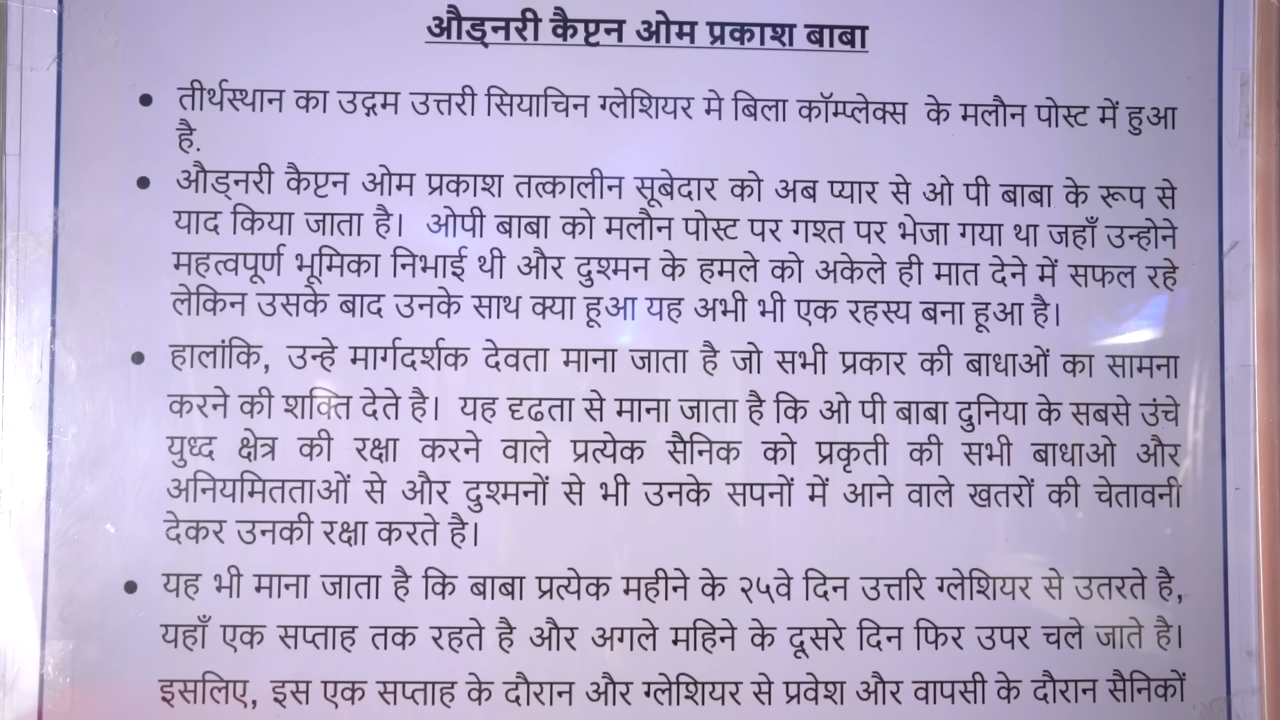 औड्नरी कैप्टन ओम प्रकाश बाबा
• तीर्थस्थान का उद्गम उत्तरी सियाचिन ग्लेशियर मे बिला कॉम्प्लेक्स के मलौन पोस्ट में हुआ
है.
• औड्नरी कैप्टन ओम प्रकाश तत्कालीन सूबेदार को अब प्यार से ओ पी बाबा के रूप से
याद किया जाता है। ओपी बाबा को मलौन पोस्ट पर गश्त पर भेजा गया था जहाँ उन्होने
महत्वपूर्ण भूमिका निभाई थी और दुश्मन के हमले को अकेले ही मात देने में सफल रहे
लेकिन उसके बाद उनके साथ क्या हूआ यह अभी भी एक रहस्य बना हूआ है।
• हालांकि, उन्हे मार्गदर्शक देवता माना जाता है जो सभी प्रकार की बाधाओं का सामना
करने की शक्ति देते है। यह दृढता से माना जाता है कि ओ पी बाबा दुनिया के सबसे उंचे
युध्द क्षेत्र की रक्षा करने वाले प्रत्येक सैनिक को प्रकृती की सभी बाधाओ और
अनियमितताओं से और दुश्मनों से भी उनके सपनों में आने वाले खतरों की चेतावनी
देकर उनकी रक्षा करते है।
• यह भी माना जाता है कि बाबा प्रत्येक महीने के २५वे दिन उत्तरि ग्लेशियर से उतरते है,
यहाँ एक सप्ताह तक रहते है और अगले महिने के दूसरे दिन फिर उपर चले जाते है।
इसलिए, इस एक सप्ताह के दौरान और ग्लेशियर से प्रवेश और वापसी के दौरान सैनिकों